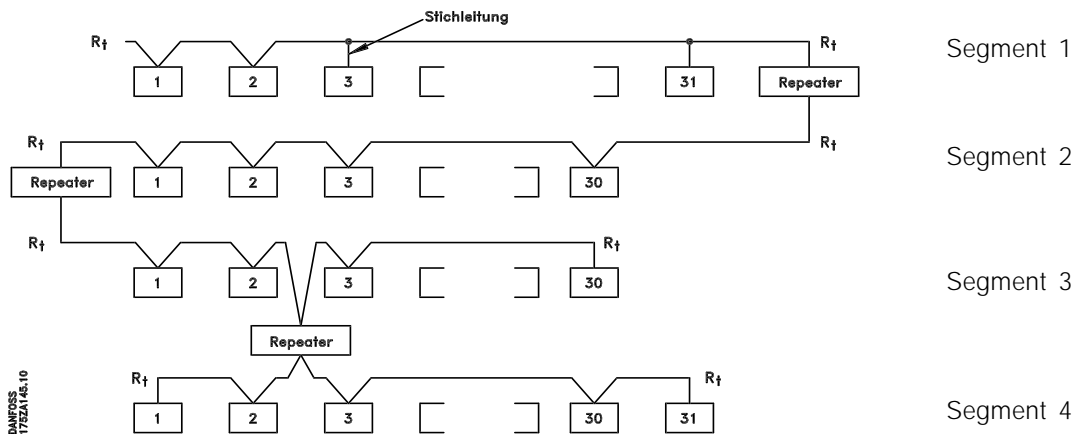 Stichleitung
Rt Rt Segment 1
1 2 3 31 Repeater
Rt Rt Segment 2
Repeater 1 2 3 30
Rt Rt Segment 3
1 2 3 30
Repeater
Rt Rt Segment 4
1 2 3 30 31
DANFOSS
175ZA145.10